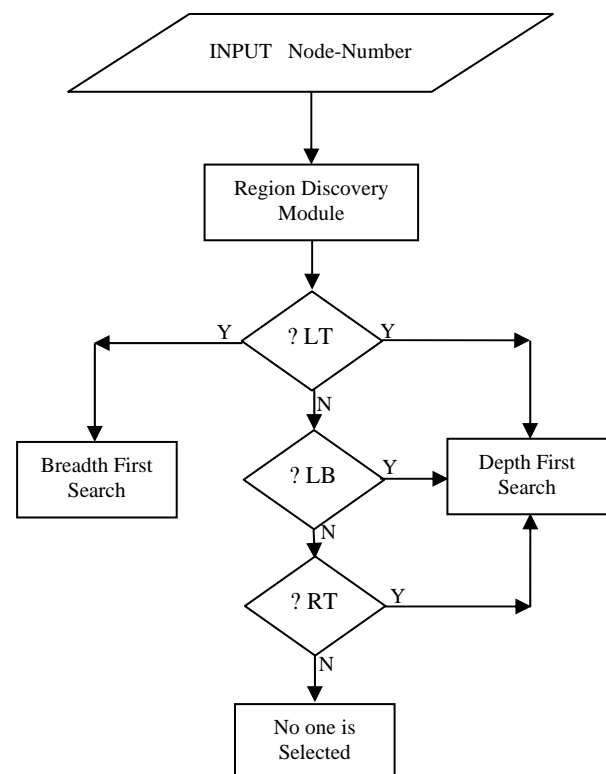 INPUT Node-Number
Region Discovery
Module
Y
? LT
Y
N
Breadth First
Search
? LB
Y
Depth First
Search
N
? RT
Y
N
No one is
Selected